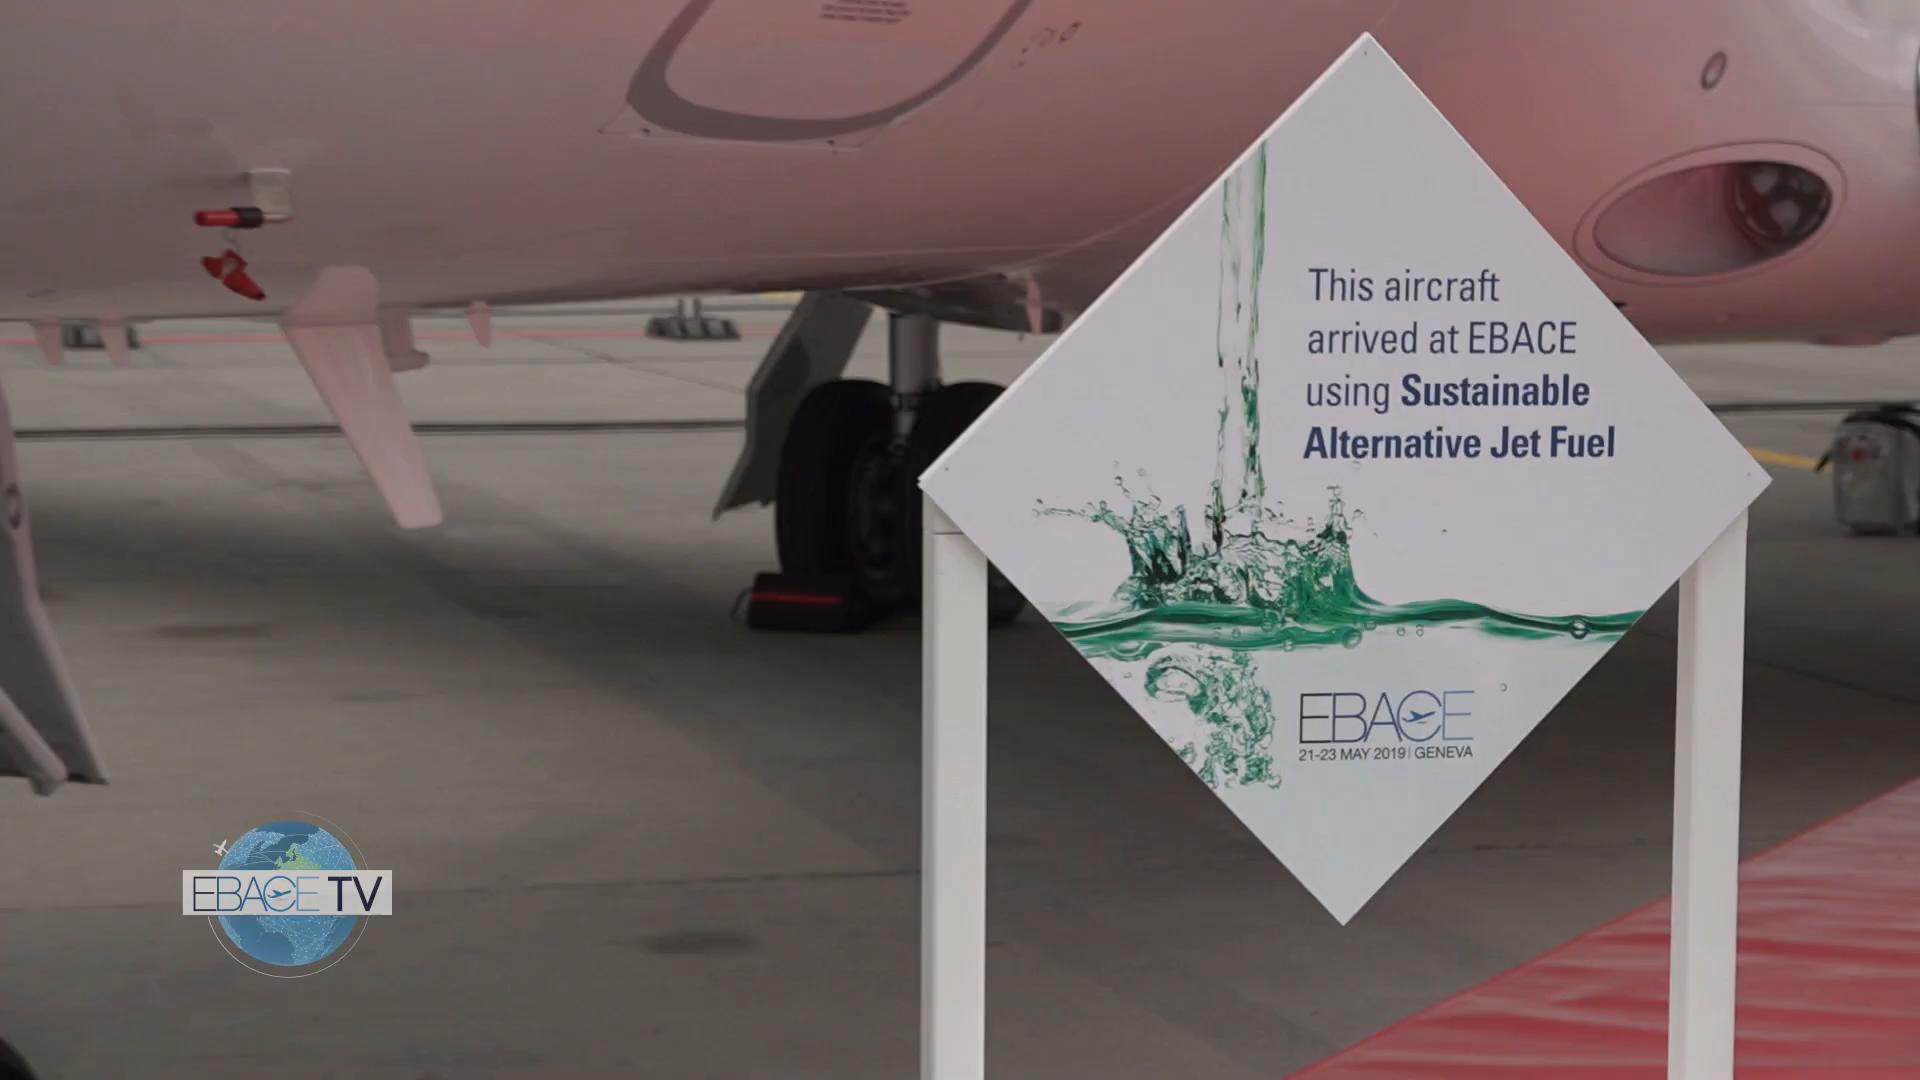 This aircraft
arrived at EBACE
using Sustainable
Alternative Jet Fuel
EBACE
21-23 MAY 2019 | GENEVA
EBACE TV